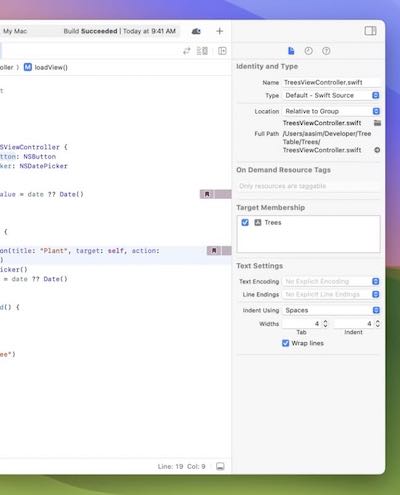 My Mac
Build Succeeded | Today at 9:41 AM
loadView()
SViewController {
: NSButton
ker: NSDatePicker
alue = date ?? Date()
{
on(title: "Plant", target: self, action:
)
icker()
= date ?? Date()
d() {
ee")
Line: 19 Col: 9
Identity and Type
Name TreesViewController.swift
Type Default - Swift Source
Location Relative to Group
TreesViewController.swift
Full Path /Users/aasim/Developer/Tree
Table/Trees/
TreesViewController.swift
On Demand Resource Tags
Only resources are taggable
Target Membership
Trees
Text Settings
Text Encoding No Explicit Encoding
Line Endings No Explicit Line Endings
Indent Using Spaces
Widths 4 4
Tab Indent
Wrap lines